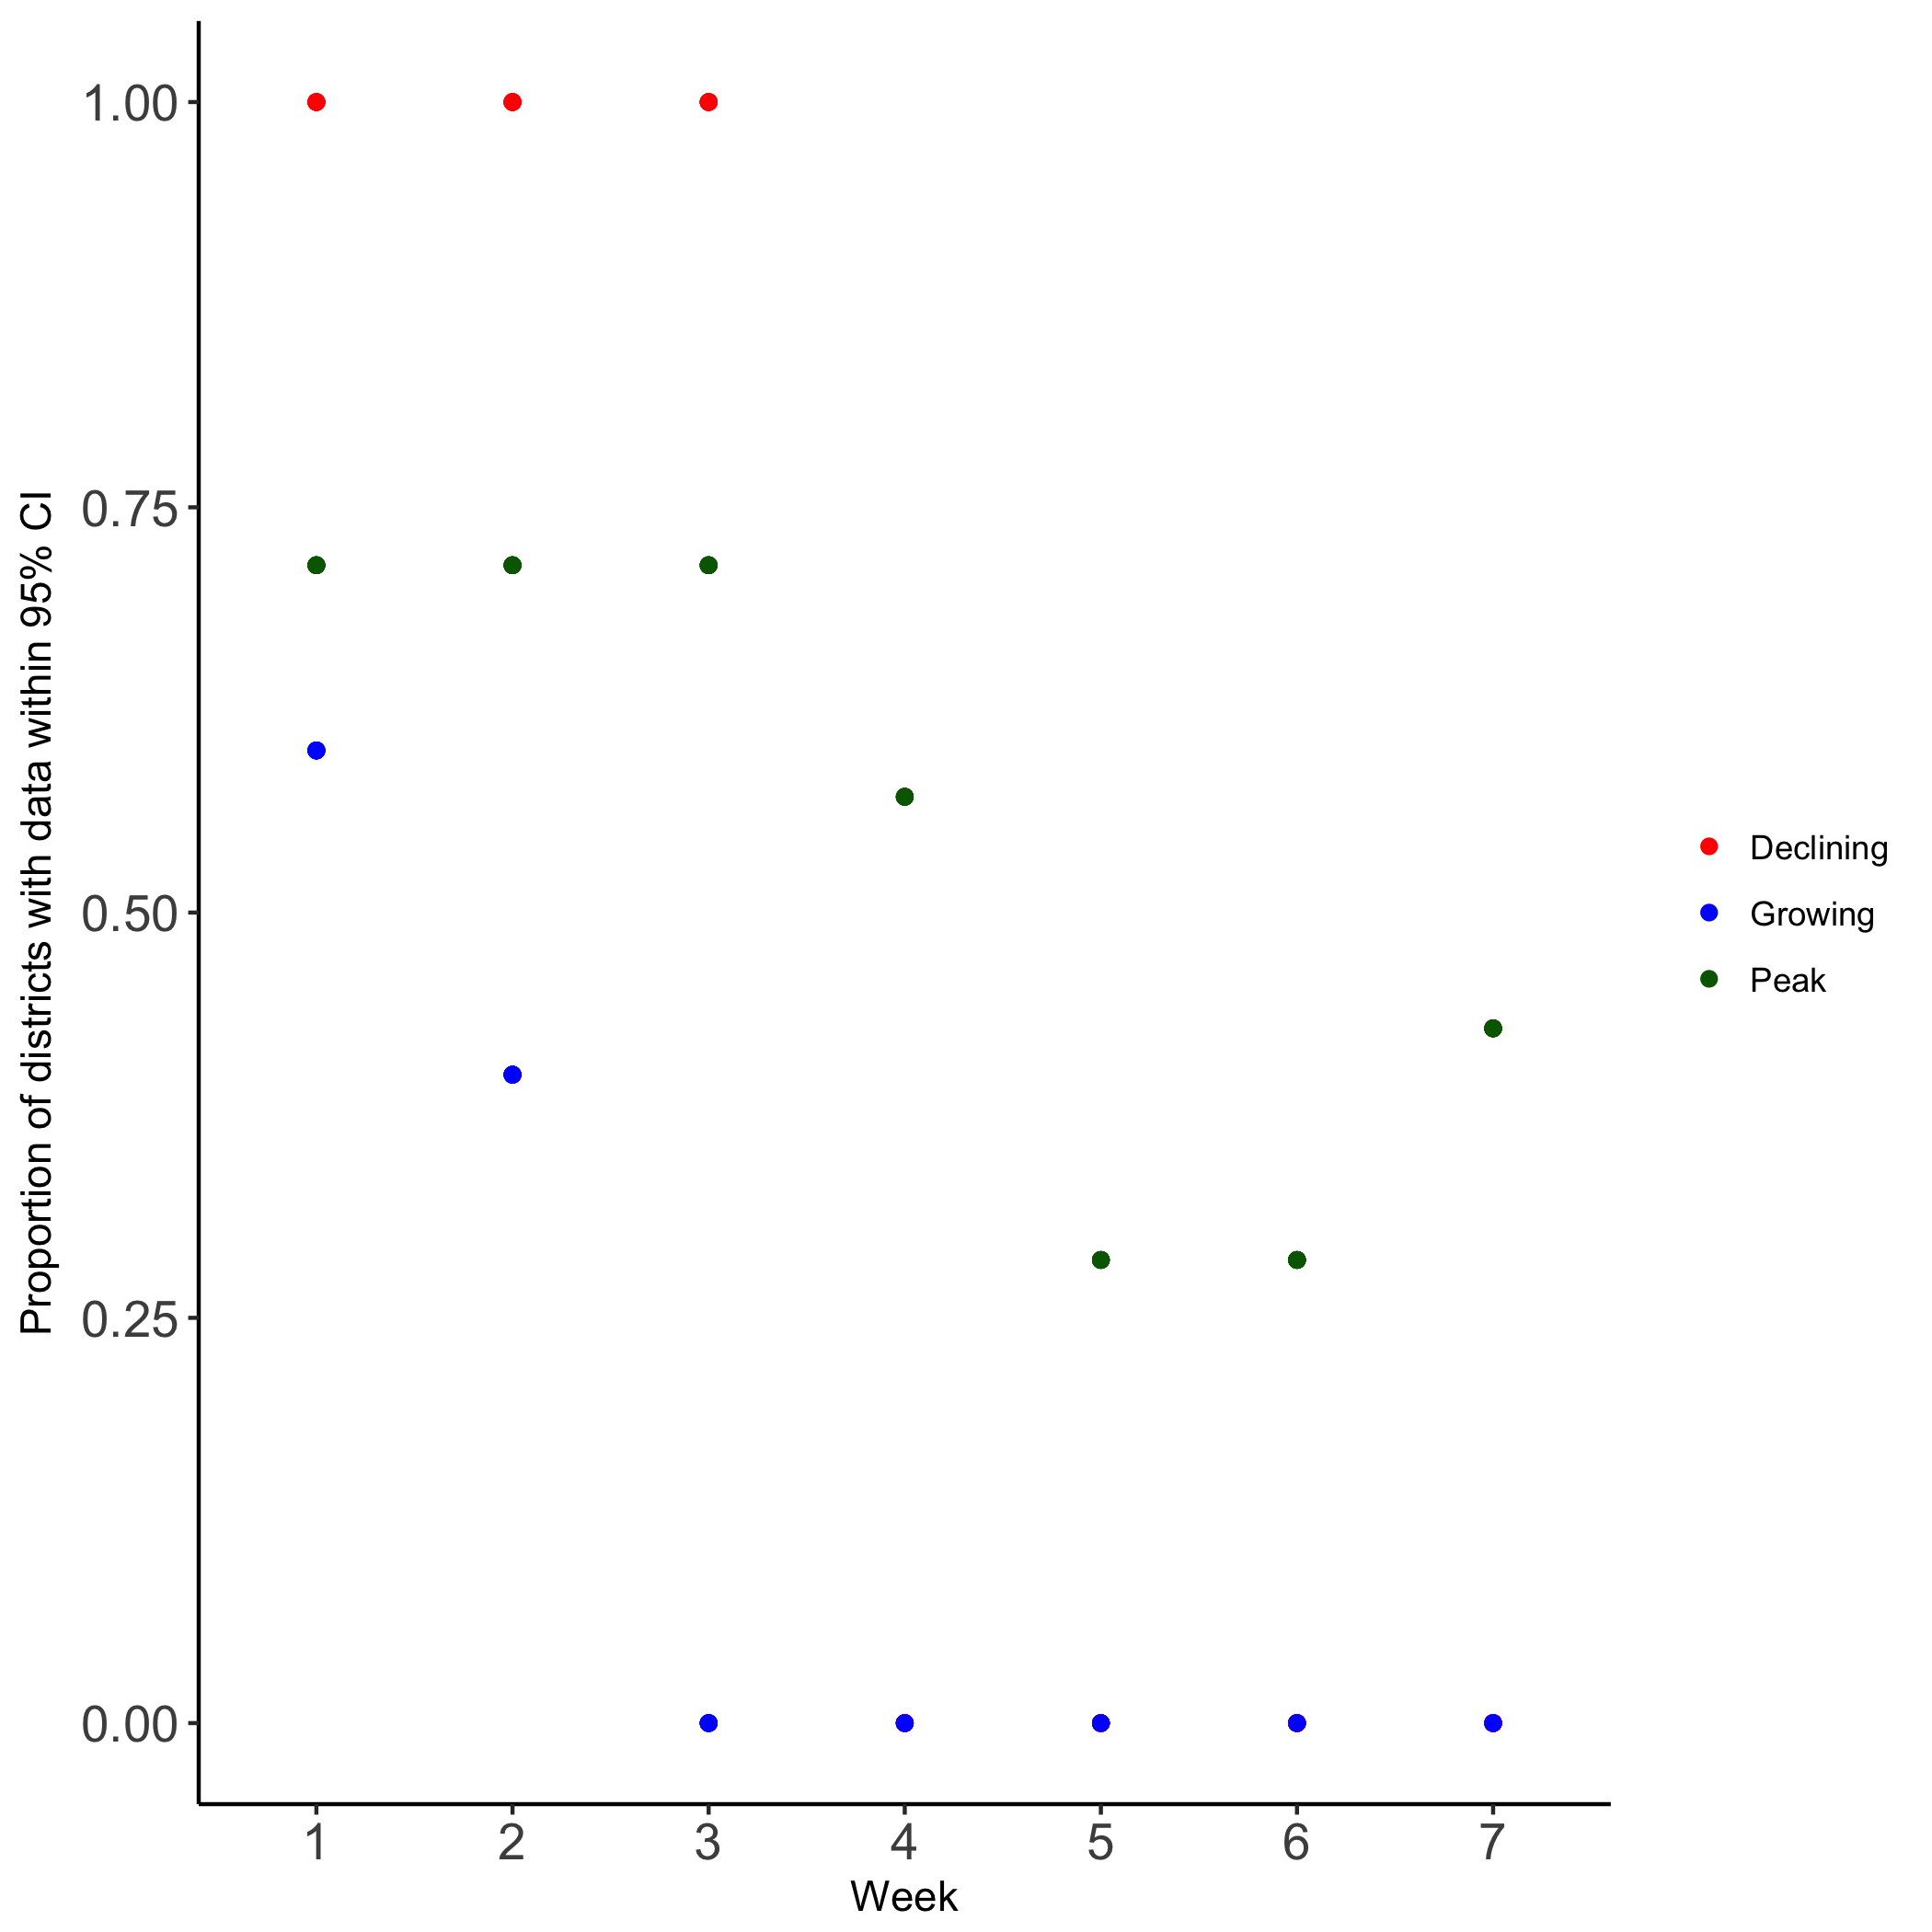 Proportion of districts with data within 95% CI
1.00
0.75
0.50
0.25
0.00
1 2 3 4 5 6 7
Week
Declining
Growing
Peak